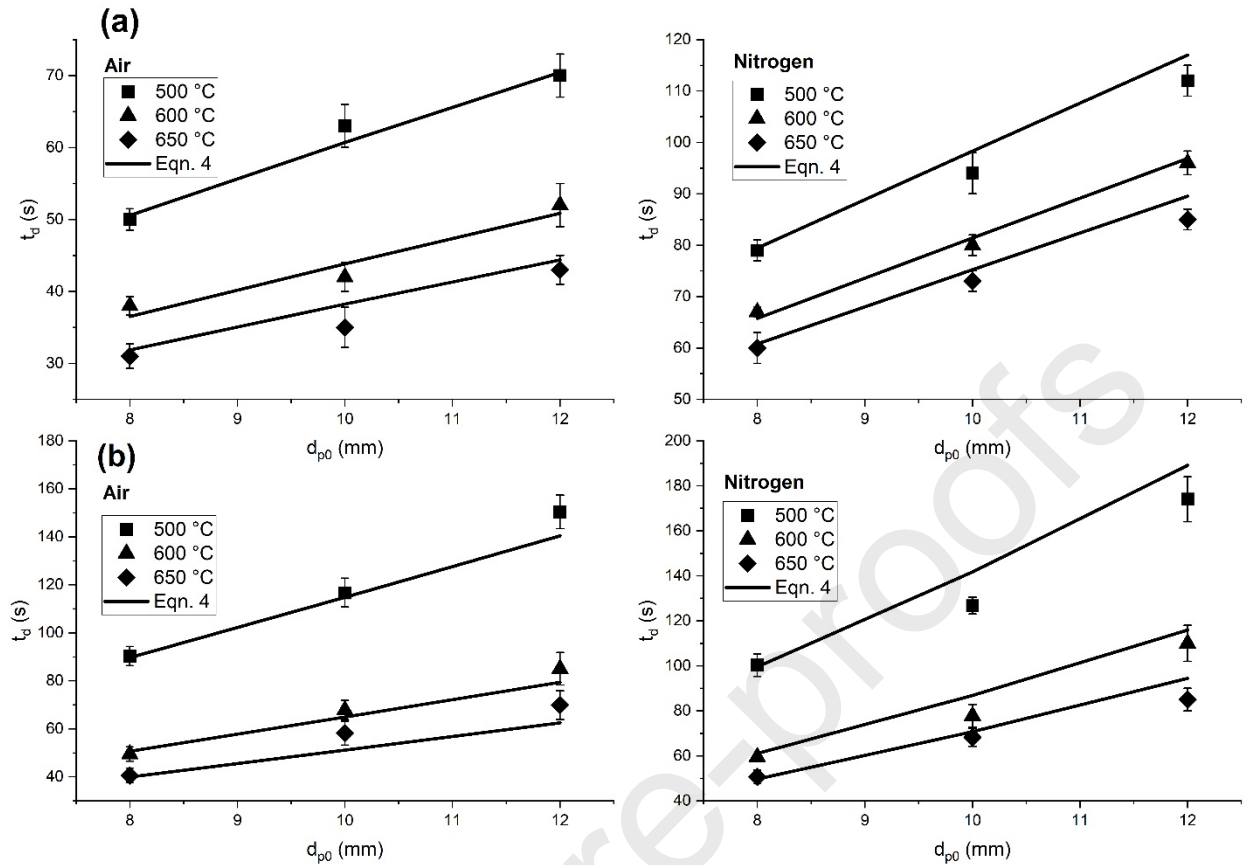 (a)
Air
500 °C
600 °C
650 °C
Eqn. 4
70
60
50
40
30
t_d (s)
8 9 10 11 12
d_p0 (mm)
Nitrogen
500 °C
600 °C
650 °C
Eqn. 4
120
110
100
90
80
70
60
50
t_d (s)
8 9 10 11 12
d_p0 (mm)
(b)
Air
500 °C
600 °C
650 °C
Eqn. 4
180
160
140
120
100
80
60
40
t_d (s)
8 9 10 11 12
d_p0 (mm)
Nitrogen
500 °C
600 °C
650 °C
Eqn. 4
200
180
160
140
120
100
80
60
40
t_d (s)
8 9 10 11 12
d_p0 (mm)
re-proofs